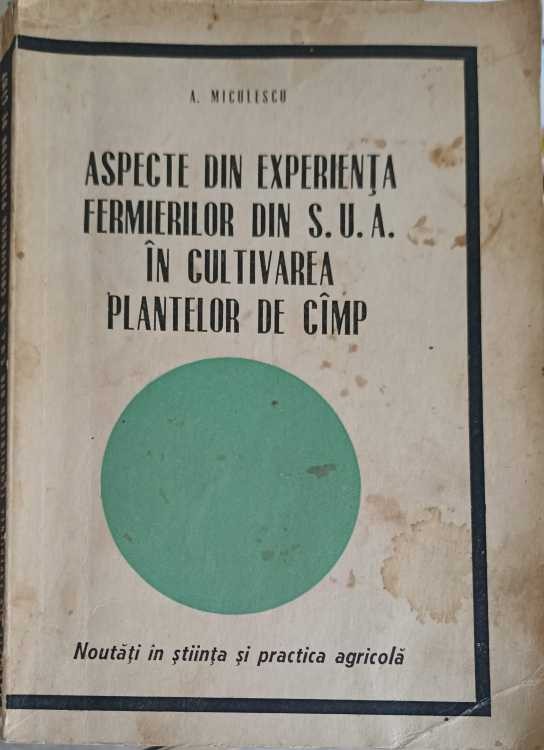 A. MICULESCU
ASPECTE DIN EXPERIENȚA
FERMIERILOR DIN S.U.A.
ÎN CULTIVAREA
PLANTELOR DE CÎMP
Noutăți in știința și practica agricolă